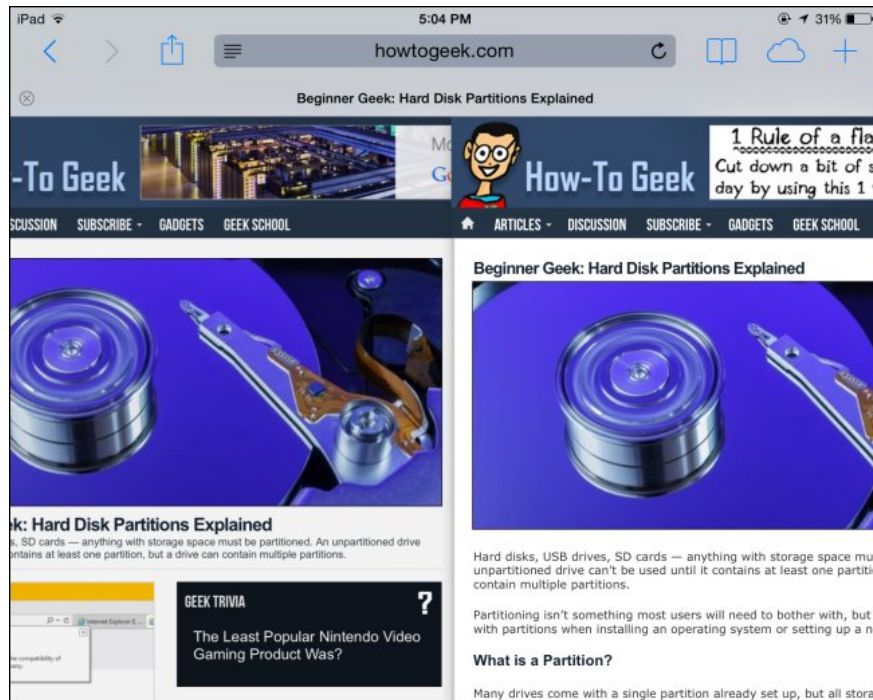 iPad 5:04 PM 31%
howtogeek.com
Beginner Geek: Hard Disk Partitions Explained
-To Geek
Mo
Go
SCUSSION SUBSCRIBE GADGETS GEEK SCHOOL
k: Hard Disk Partitions Explained
s, SD cards — anything with storage space must be partitioned. An unpartitioned drive
ontains at least one partition, but a drive can contain multiple partitions.
Internet Explorer
he compatibility of
GEEK TRIVIA ?
The Least Popular Nintendo Video
Gaming Product Was?
How-To Geek
1 Rule of a fla
Cut down a bit of s
day by using this 1
ARTICLES DISCUSSION SUBSCRIBE GADGETS GEEK SCHOOL
Beginner Geek: Hard Disk Partitions Explained
Hard disks, USB drives, SD cards — anything with storage space mu
unpartitioned drive can't be used until it contains at least one partiti
contain multiple partitions.
Partitioning isn't something most users will need to bother with, but
with partitions when installing an operating system or setting up a n
What is a Partition?
Many drives come with a single partition already set up, but all stora